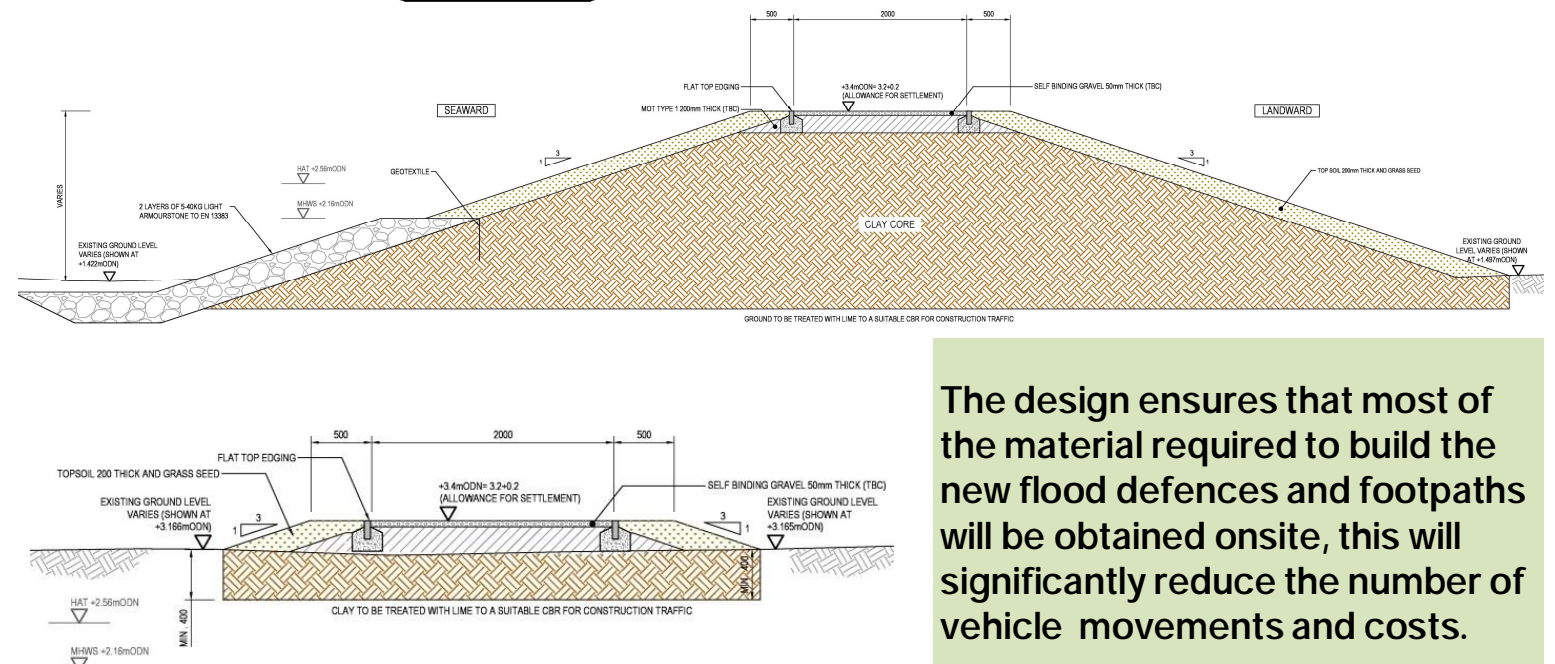 500 2000 500
FLAT TOP EDGING
+3.4mODN= 3.2+0.2
(ALLOWANCE FOR SETTLEMENT)
SELF BINDING GRAVEL 50mm THICK (TBC)
MOT TYPE 1 200mm THICK (TBC)
SEAWARD
LANDWARD
3
1
3
1
HAT +2.56mODN
GEOTEXTILE
TOP SOIL 200mm THICK AND GRASS SEED
VARIES
2 LAYERS OF 5-40KG LIGHT
ARMOURSTONE TO EN 13383
MHWS +2.16mODN
CLAY CORE
EXISTING GROUND LEVEL
VARIES (SHOWN AT
+1.422mODN)
EXISTING GROUND
LEVEL VARIES (SHOWN
AT +1.497mODN)
GROUND TO BE TREATED WITH LIME TO A SUITABLE CBR FOR CONSTRUCTION TRAFFIC
500 2000 500
FLAT TOP EDGING
TOPSOIL 200 THICK AND GRASS SEED
+3.4mODN= 3.2+0.2
(ALLOWANCE FOR SETTLEMENT)
SELF BINDING GRAVEL 50mm THICK (TBC)
EXISTING GROUND LEVEL
VARIES (SHOWN AT
+3.166mODN)
3
1
3
1
EXISTING GROUND LEVEL
VARIES (SHOWN AT
+3.165mODN)
MIN. 400
MIN. 400
HAT +2.56mODN
CLAY TO BE TREATED WITH LIME TO A SUITABLE CBR FOR CONSTRUCTION TRAFFIC
MHWS +2.16mODN
The design ensures that most of
the material required to build the
new flood defences and footpaths
will be obtained onsite, this will
significantly reduce the number of
vehicle movements and costs.